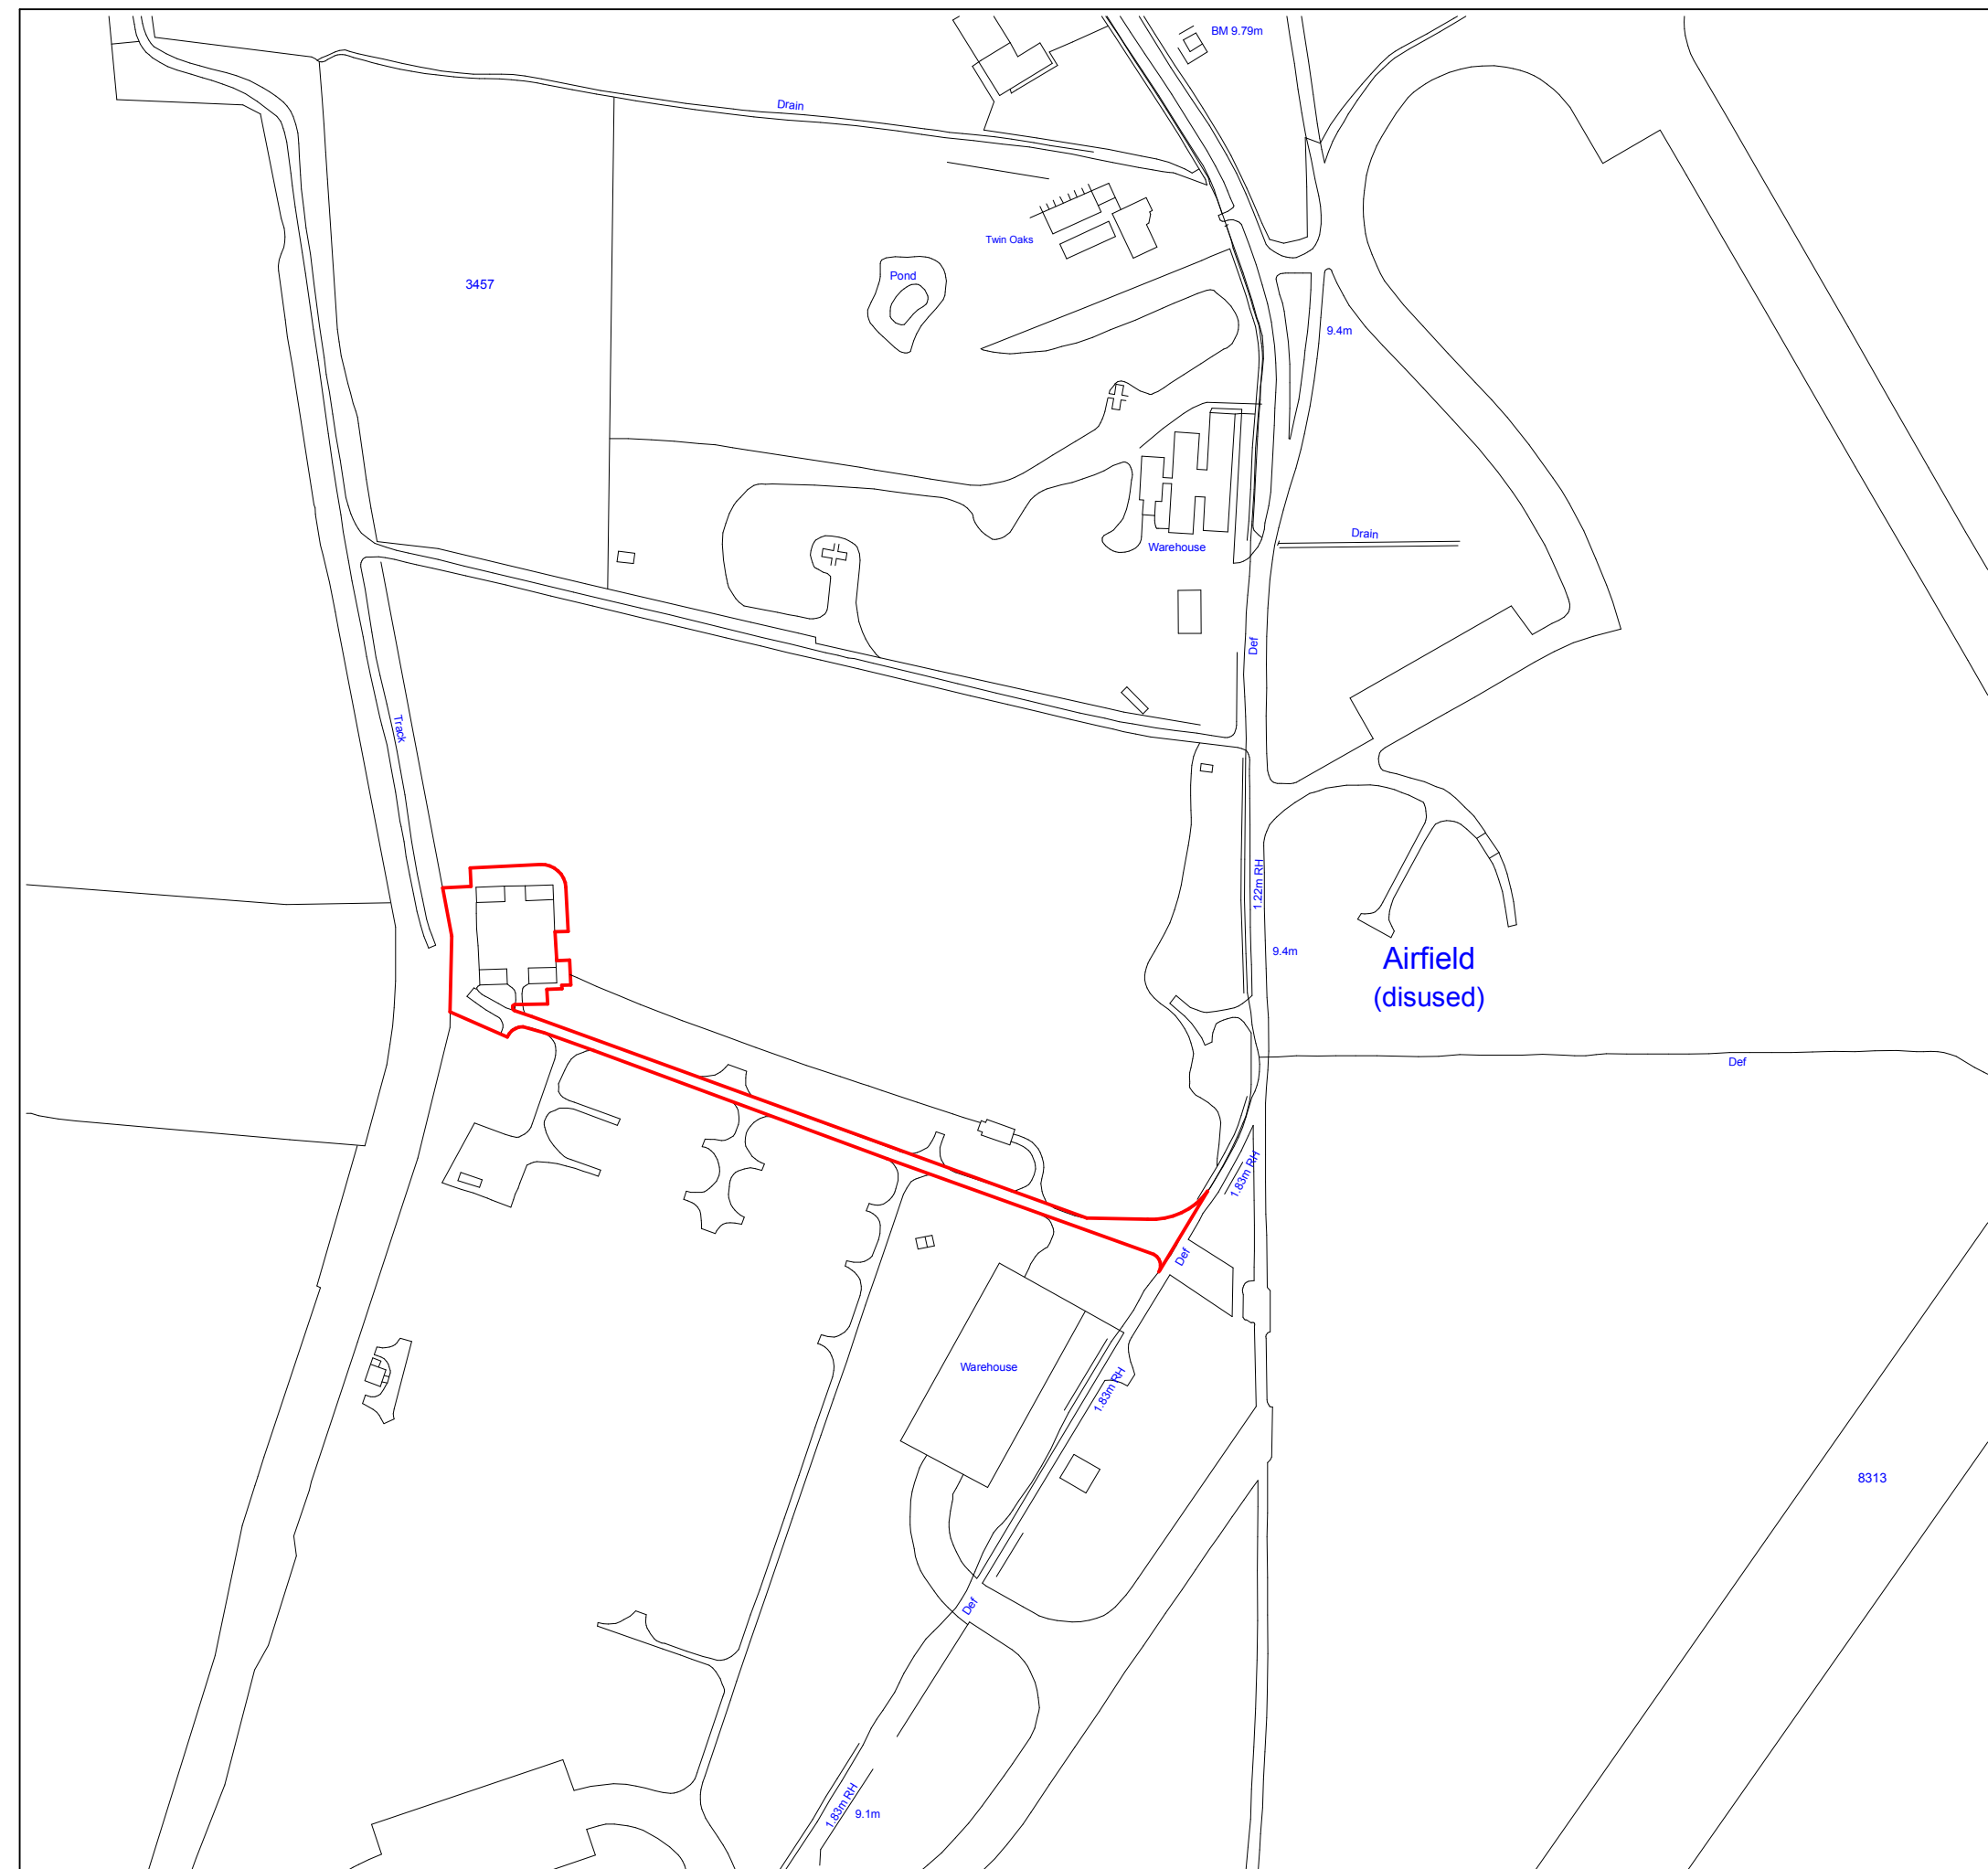 BM 9.79m
Drain
Twin Oaks
Pond
3457
9.4m
Drain
Warehouse
Def
Track
1.22m RH
9.4m
Airfield
(disused)
Def
1.83m RH
Def
Warehouse
1.83m RH
8313
Def
1.83m RH
9.1m